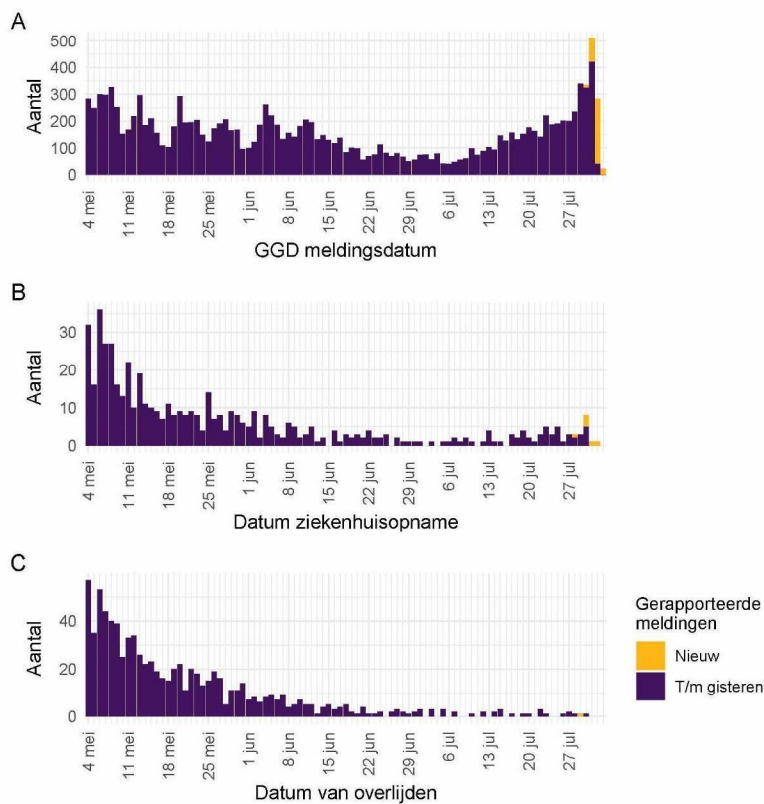 A
500
400
300
200
100
0
Aantal
4 mei
11 mei
18 mei
25 mei
1 jun
8 jun
15 jun
22 jun
29 jun
6 jul
13 jul
20 jul
27 jul
GGD meldingsdatum
B
30
20
10
0
Aantal
4 mei
11 mei
18 mei
25 mei
1 jun
8 jun
15 jun
22 jun
29 jun
6 jul
13 jul
20 jul
27 jul
Datum ziekenhuisopname
C
40
20
0
Aantal
4 mei
11 mei
18 mei
25 mei
1 jun
8 jun
15 jun
22 jun
29 jun
6 jul
13 jul
20 jul
27 jul
Datum van overlijden
Gerapporteerde
meldingen
Nieuw
T/m gisteren